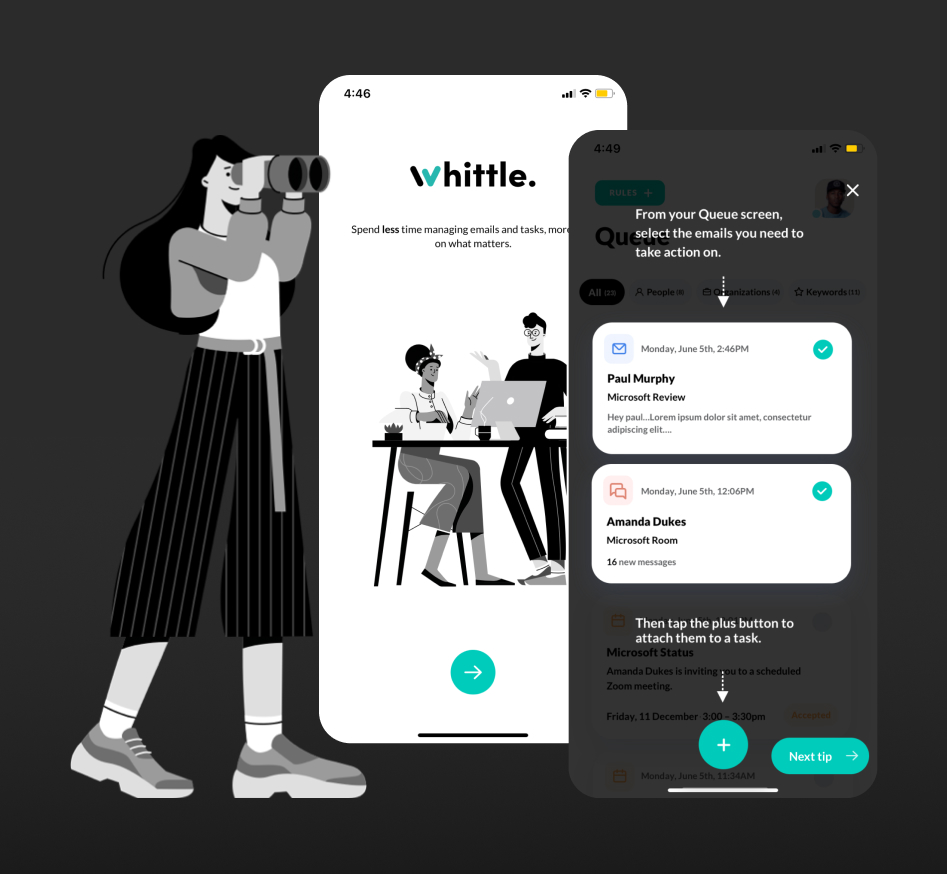 4:46
whittle.
Spend less time managing emails and tasks, more
on what matters.
4:49
RULES +
Queue
From your Queue screen,
select the emails you need to
take action on.
All (23)
People (8)
Organizations (4)
Keywords (11)
Monday, June 5th, 2:46PM
Paul Murphy
Microsoft Review
Hey paul...Lorem ipsum dolor sit amet, consectetur
adipiscing elit....
Monday, June 5th, 12:06PM
Amanda Dukes
Microsoft Room
16 new messages
Then tap the plus button to
attach them to a task.
Microsoft Status
Amanda Dukes is inviting you to a scheduled
Zoom meeting.
Friday, 11 December 3:00 – 3:30pm
Accepted
+
Next tip
Monday, June 5th, 11:34AM